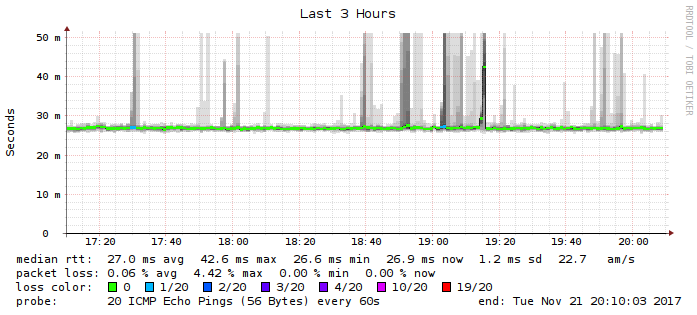 Last 3 Hours
RRDTOOL / TOBI OETIKER
Seconds
50 m
40 m
30 m
20 m
10 m
0
17:20 17:40 18:00 18:20 18:40 19:00 19:20 19:40 20:00
median rtt: 27.0 ms avg 42.6 ms max 26.6 ms min 26.9 ms now 1.2 ms sd 22.7 am/s
packet loss: 0.06 % avg 4.42 % max 0.00 % min 0.00 % now
loss color: 0 1/20 2/20 3/20 4/20 10/20 19/20
probe: 20 ICMP Echo Pings (56 Bytes) every 60s end: Tue Nov 21 20:10:03 2017